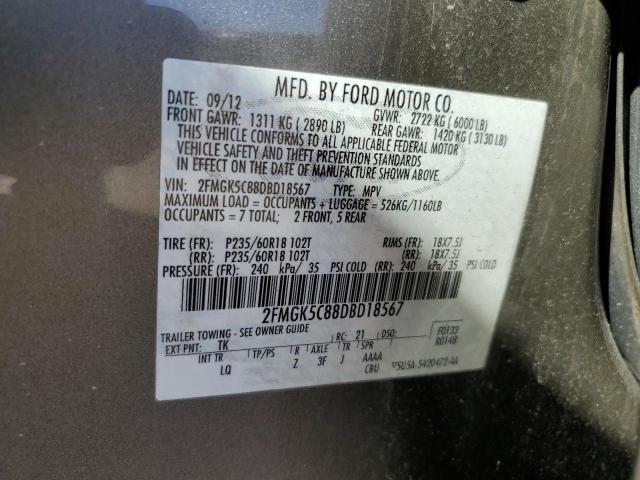 MFD. BY FORD MOTOR CO.
DATE: 09/12 GVWR: 2722 KG ( 6000 LB)
FRONT GAWR: 1311 KG ( 2890 LB) REAR GAWR: 1420 KG ( 3130 LB)
THIS VEHICLE CONFORMS TO ALL APPLICABLE FEDERAL MOTOR
VEHICLE SAFETY AND THEFT PREVENTION STANDARDS
IN EFFECT ON THE DATE OF MANUFACTURE SHOWN ABOVE.
VIN: 2FMGK5C88DBD18567 TYPE: MPV
MAXIMUM LOAD = OCCUPANTS + LUGGAGE = 526KG/1160LB
OCCUPANTS = 7 TOTAL: 2 FRONT, 5 REAR
TIRE (FR): P235/60R18 102T RIMS (FR): 18X7.5J
(RR): P235/60R18 102T (RR): 18X7.5J
PRESSURE (FR): 240 kPa/ 35 PSI COLD (RR): 240 kPa/ 35 PSI COLD
2FMGK5C88DBD18567
TRAILER TOWING - SEE OWNER GUIDE
EXT PNT: TK RC: 21 DSO: F0133
R0148
INT TR TP/PS R AXLE TR SPR
LQ Z 3F J AAAA
CBU 5U5A-5420472-AA